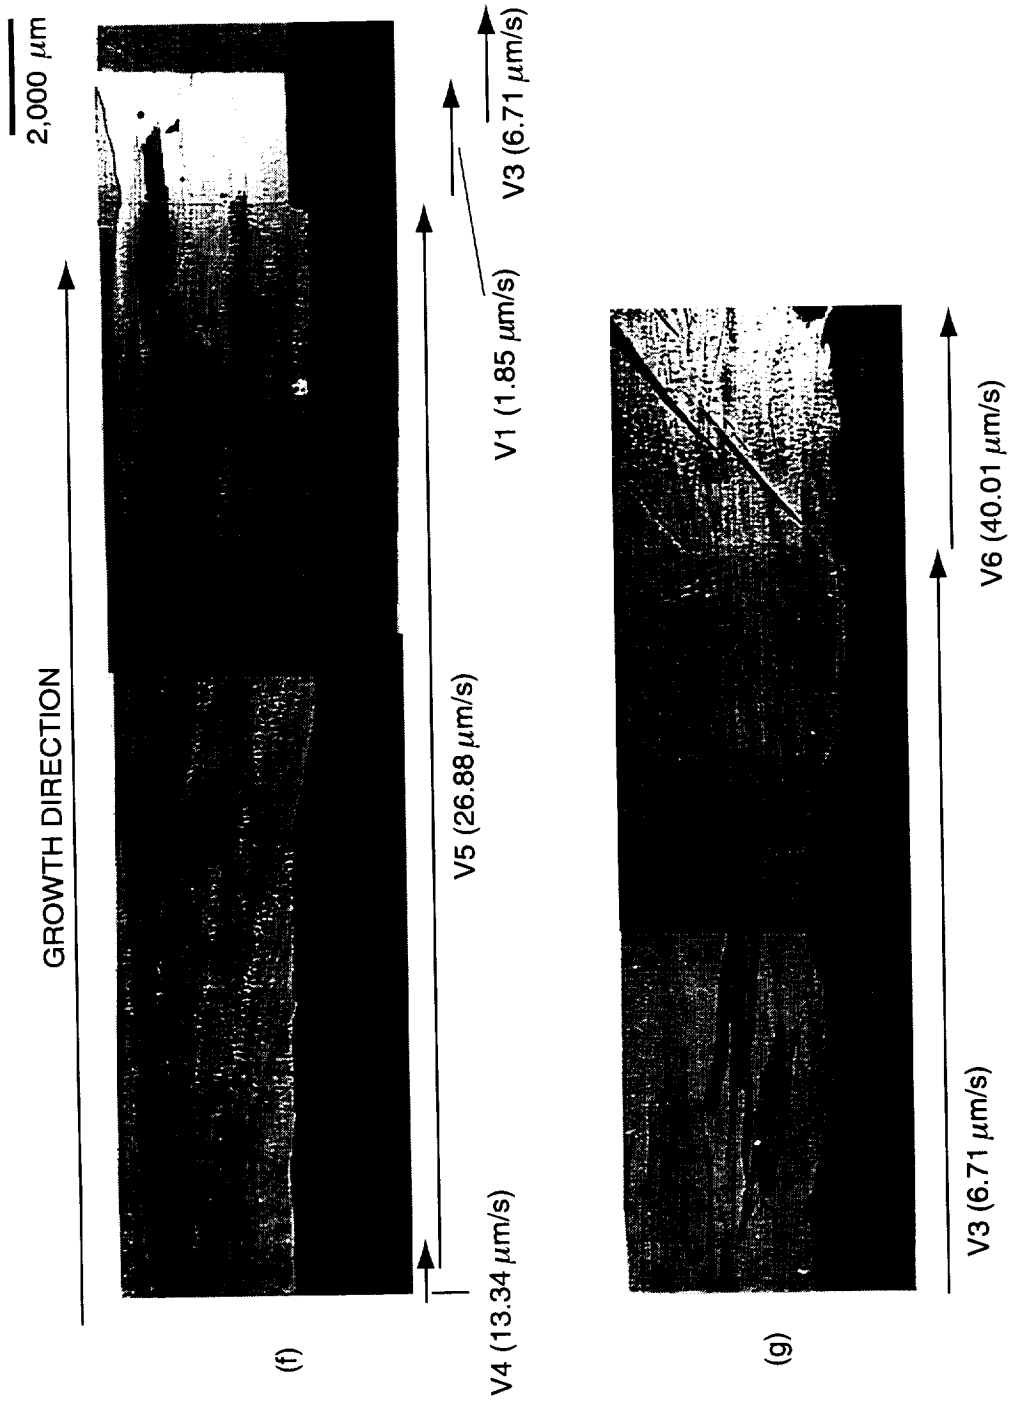 2,000 μm
GROWTH DIRECTION
V4 (13.34 μm/s)
V5 (26.88 μm/s)
V1 (1.85 μm/s)
V3 (6.71 μm/s)
(f)
V3 (6.71 μm/s)
V6 (40.01 μm/s)
(g)